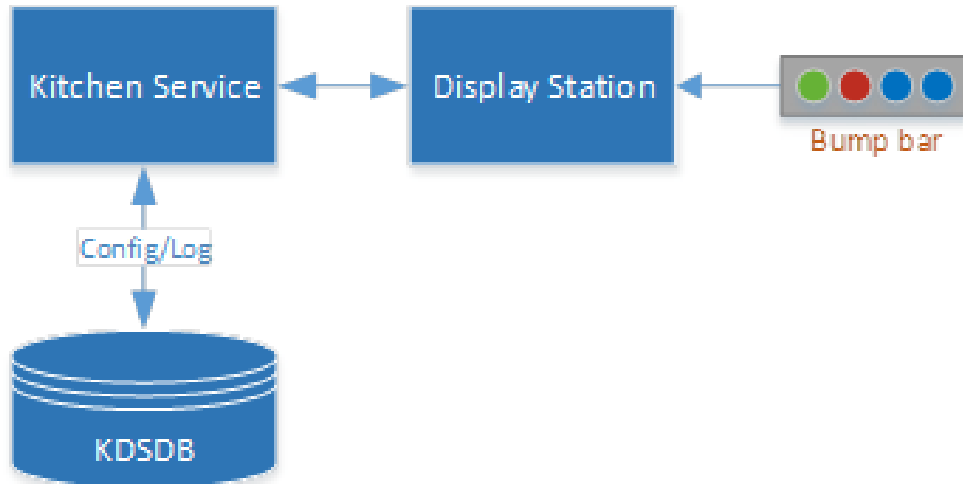 Kitchen Service
Display Station
Bump bar
Config/Log
KDSDB